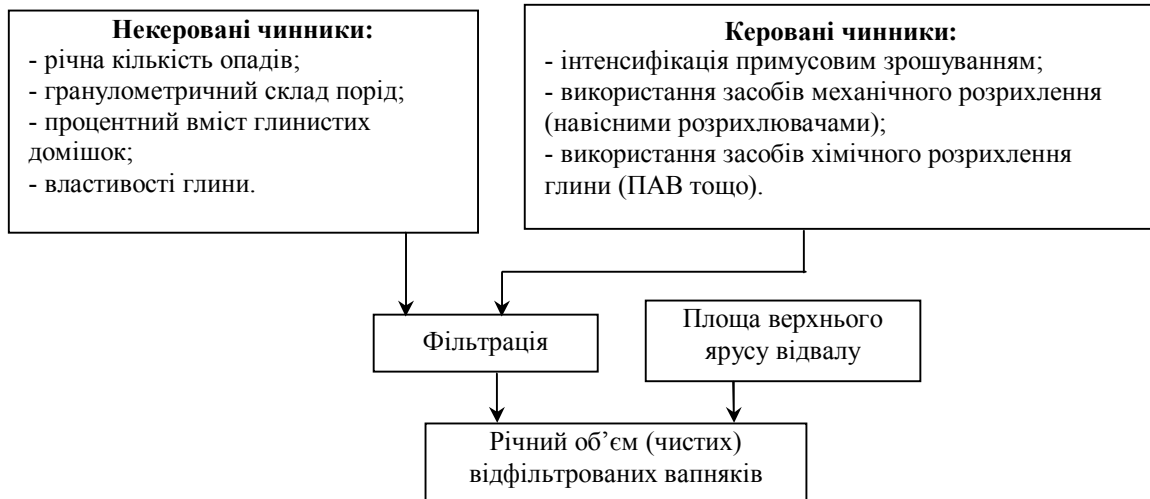 Некеровані чинники:
- річна кількість опадів;
- гранулометричний склад порід;
- процентний вміст глинистих
домішок;
- властивості глини.
Керовані чинники:
- інтенсифікація примусовим зрошуванням;
- використання засобів механічного розрихлення
(навісними розрихлювачами);
- використання засобів хімічного розрихлення
глини (ПАВ тощо).
Фільтрація
Площа верхнього
ярусу відвалу
Річний об’єм (чистих)
відфільтрованих вапняків